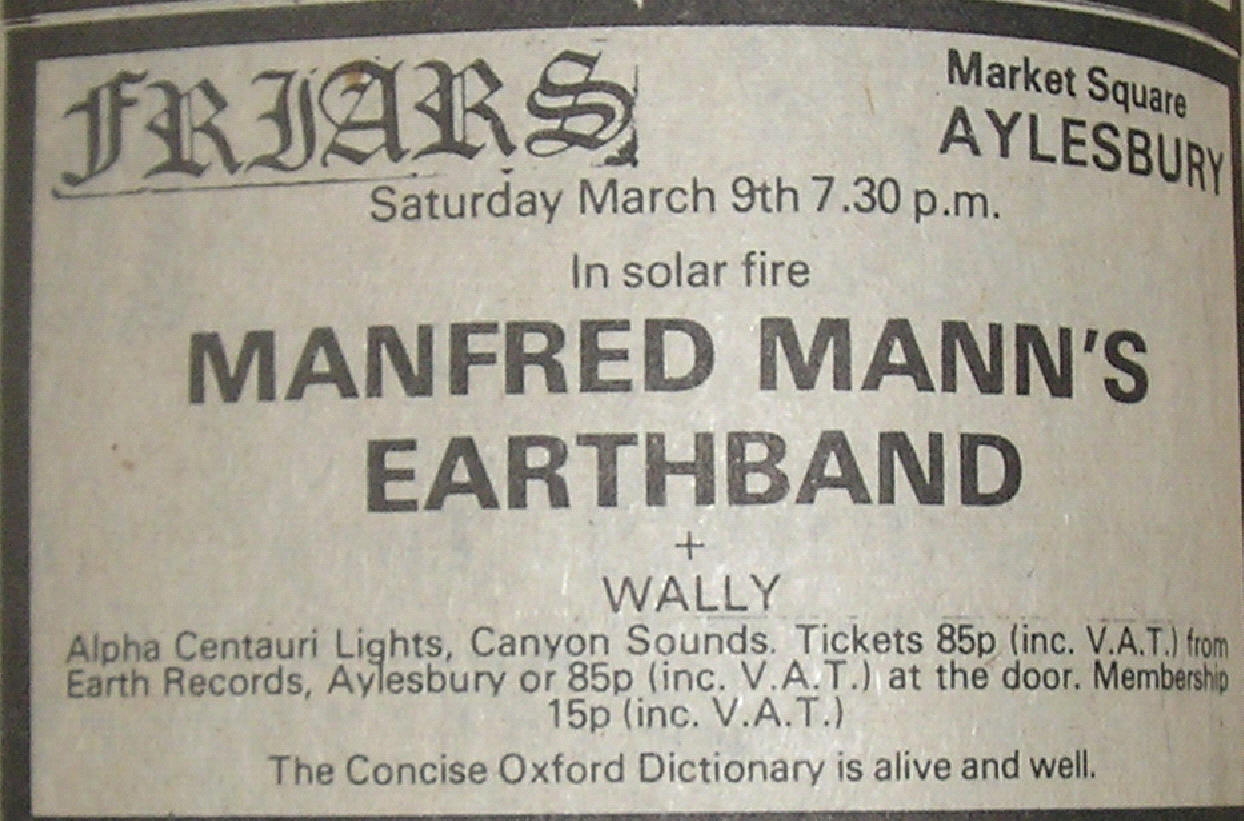 FRIARS
Market Square
AYLESBURY
Saturday March 9th 7.30 p.m.
In solar fire
MANFRED MANN'S
EARTHBAND
+
WALLY
Alpha Centauri Lights, Canyon Sounds. Tickets 85p (inc. V.A.T.) from
Earth Records, Aylesbury or 85p (inc. V.A.T.) at the door. Membership
15p (inc. V.A.T.)
The Concise Oxford Dictionary is alive and well.